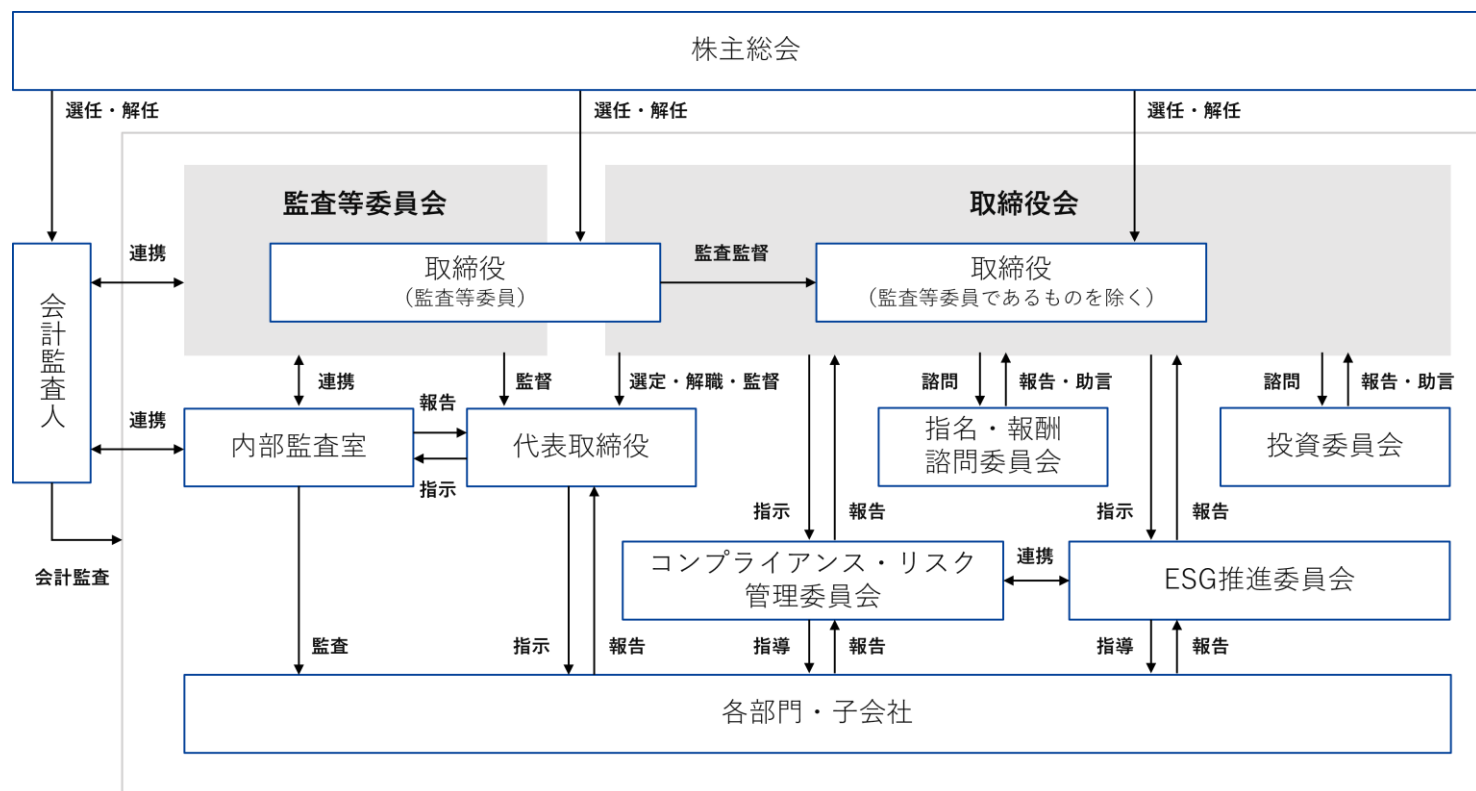 株主総会
選任・解任
選任・解任
選任・解任
監査等委員会
取締役会
連携
取締役
（監査等委員）
監査監督
取締役
（監査等委員であるものを除く）
会計監査人
連携
監督
選定・解職・監督
諮問
報告・助言
諮問
報告・助言
連携
報告
内部監査室
代表取締役
指示
指名・報酬
諮問委員会
投資委員会
指示
報告
指示
報告
会計監査
コンプライアンス・リスク
管理委員会
連携
ESG推進委員会
監査
指示
報告
指導
報告
指導
報告
各部門・子会社